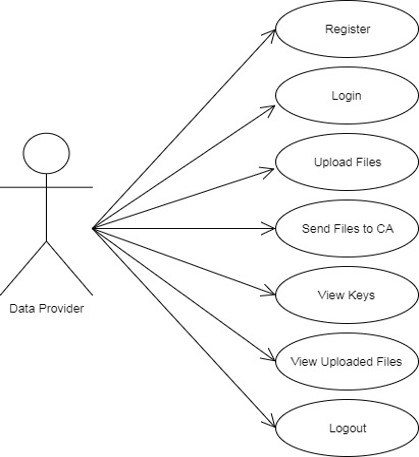 Register
Login
Upload Files
Send Files to CA
View Keys
Data Provider
View Uploaded Files
Logout